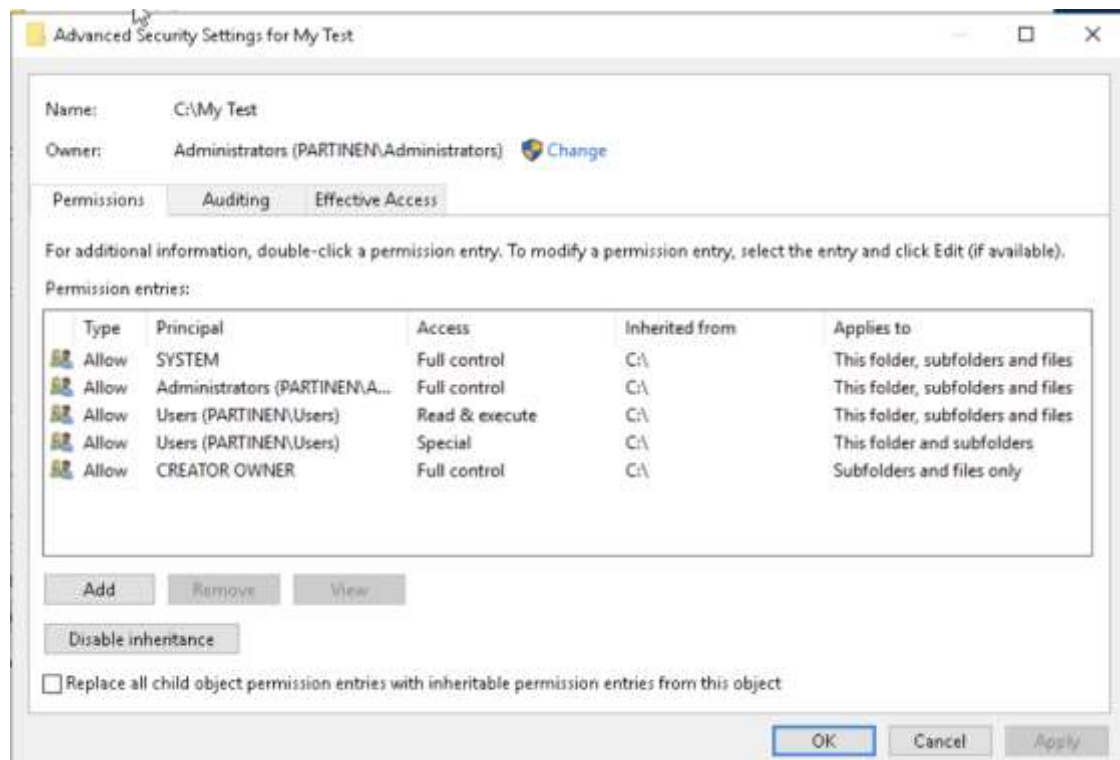 Advanced Security Settings for My Test
Name: C:\My Test
Owner: Administrators (PARTINEN\Administrators) Change
Permissions Auditing Effective Access
For additional information, double-click a permission entry. To modify a permission entry, select the entry and click Edit (if available).
Permission entries:
Type Principal Access Inherited from Applies to
Allow SYSTEM Full control C:\ This folder, subfolders and files
Allow Administrators (PARTINEN\A... Full control C:\ This folder, subfolders and files
Allow Users (PARTINEN\Users) Read & execute C:\ This folder, subfolders and files
Allow Users (PARTINEN\Users) Special C:\ This folder and subfolders
Allow CREATOR OWNER Full control C:\ Subfolders and files only
Add Remove View
Disable inheritance
Replace all child object permission entries with inheritable permission entries from this object
OK Cancel Apply